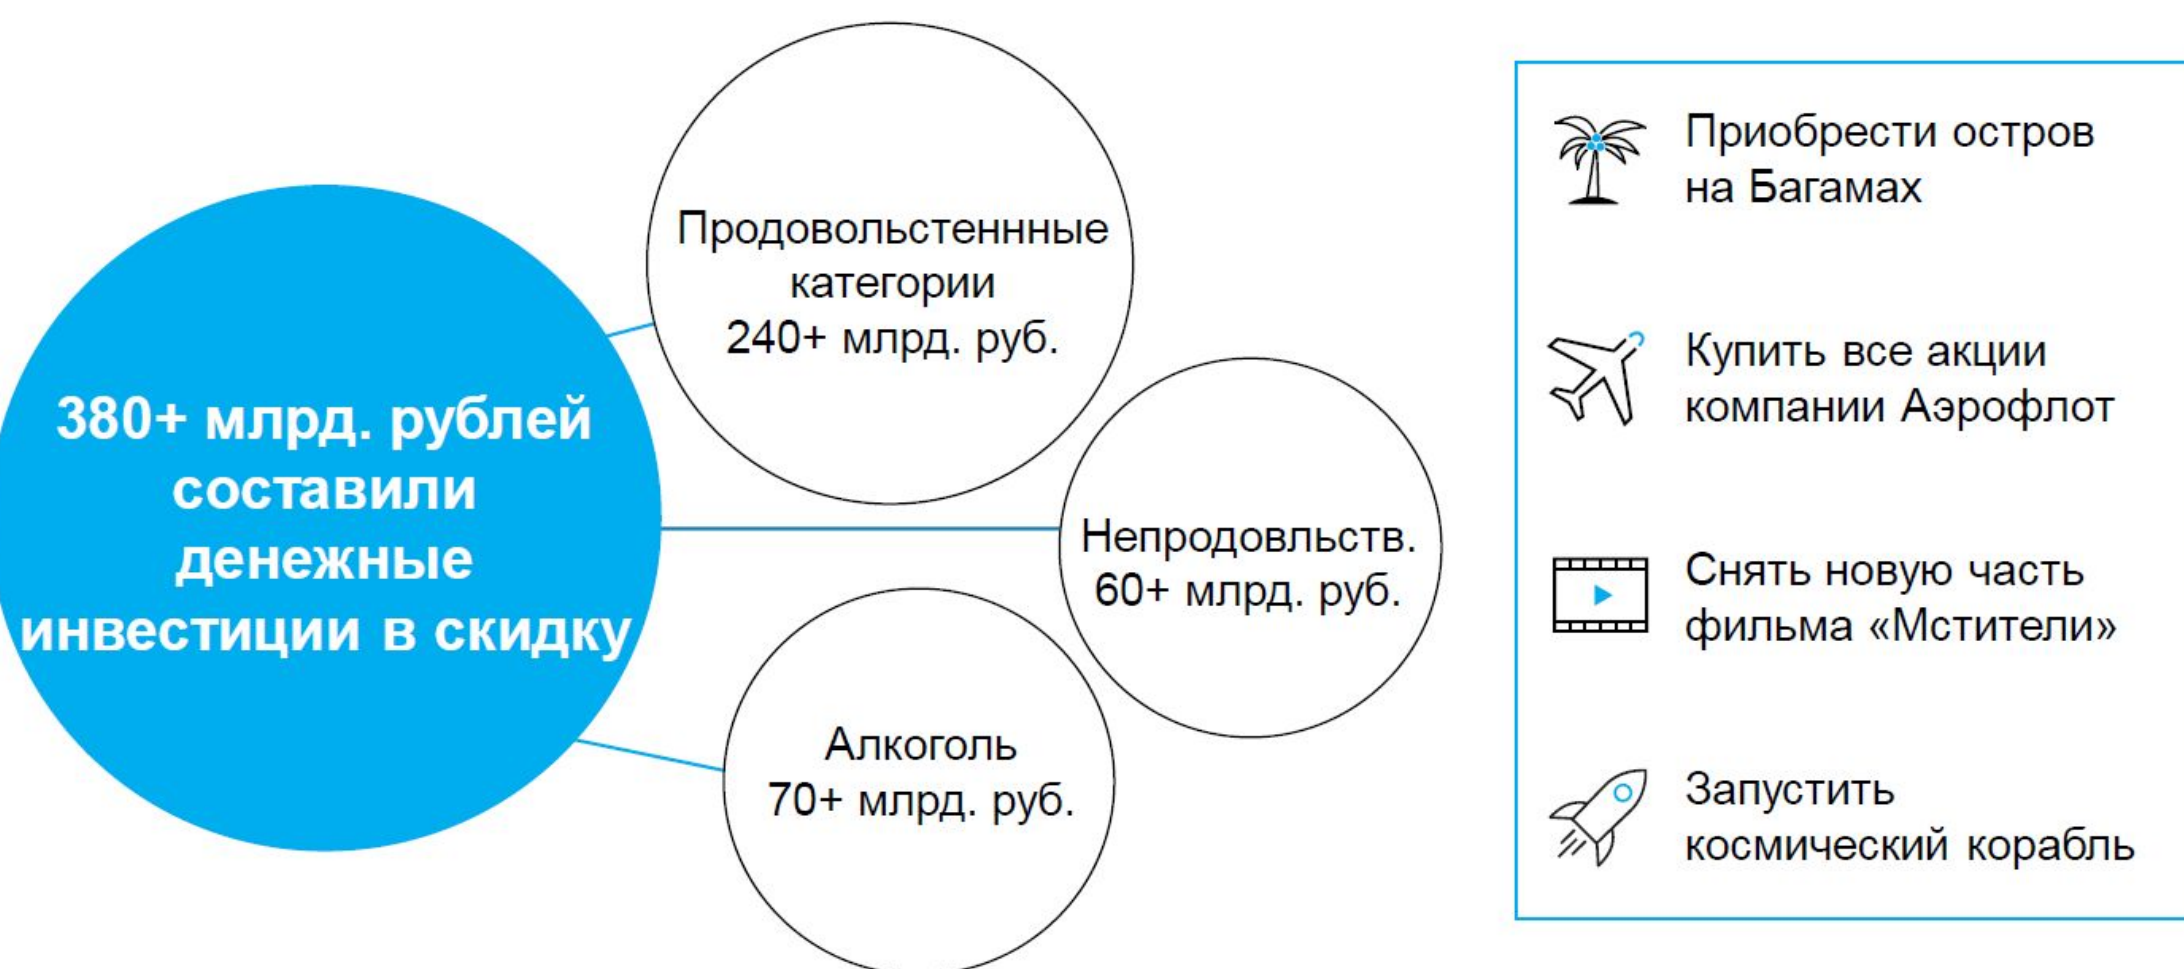 380+ млрд. рублей
составили
денежные
инвестиции в скидку
Продовольстеннные
категории
240+ млрд. руб.
Непродовльств.
60+ млрд. руб.
Алкоголь
70+ млрд. руб.
Приобрести остров
на Багамах
Купить все акции
компании Аэрофлот
Снять новую часть
фильма «Мстители»
Запустить
космический корабль